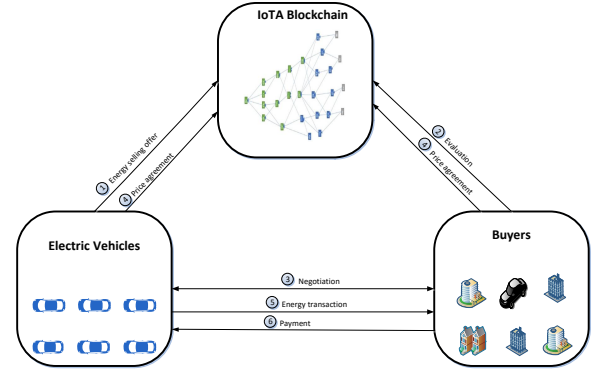 IoTA Blockchain
1 Energy selling offer
4 Price agreement
2 Evaluation
4 Price agreement
Electric Vehicles
Buyers
3 Negotiation
5 Energy transaction
6 Payment